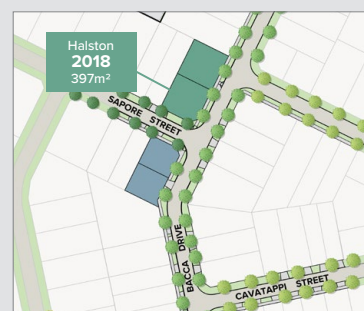 Halston
2018
397m²
SAPORE STREET
BACCA DRIVE
CAVATAPPI STREET